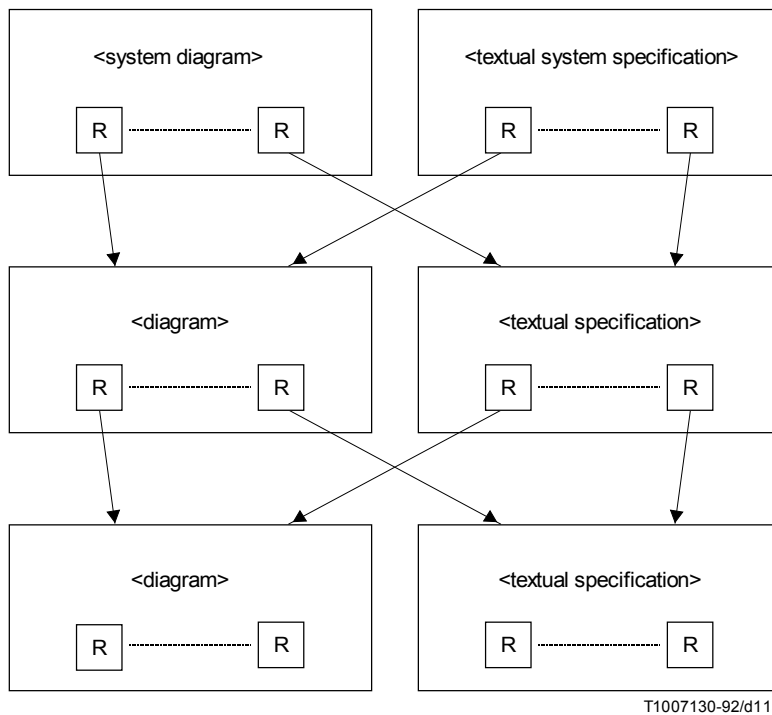 <system diagram> <textual system specification>
R R R R
<diagram> <textual specification>
R R R R
<diagram> <textual specification>
R R R R
T1007130-92/d11